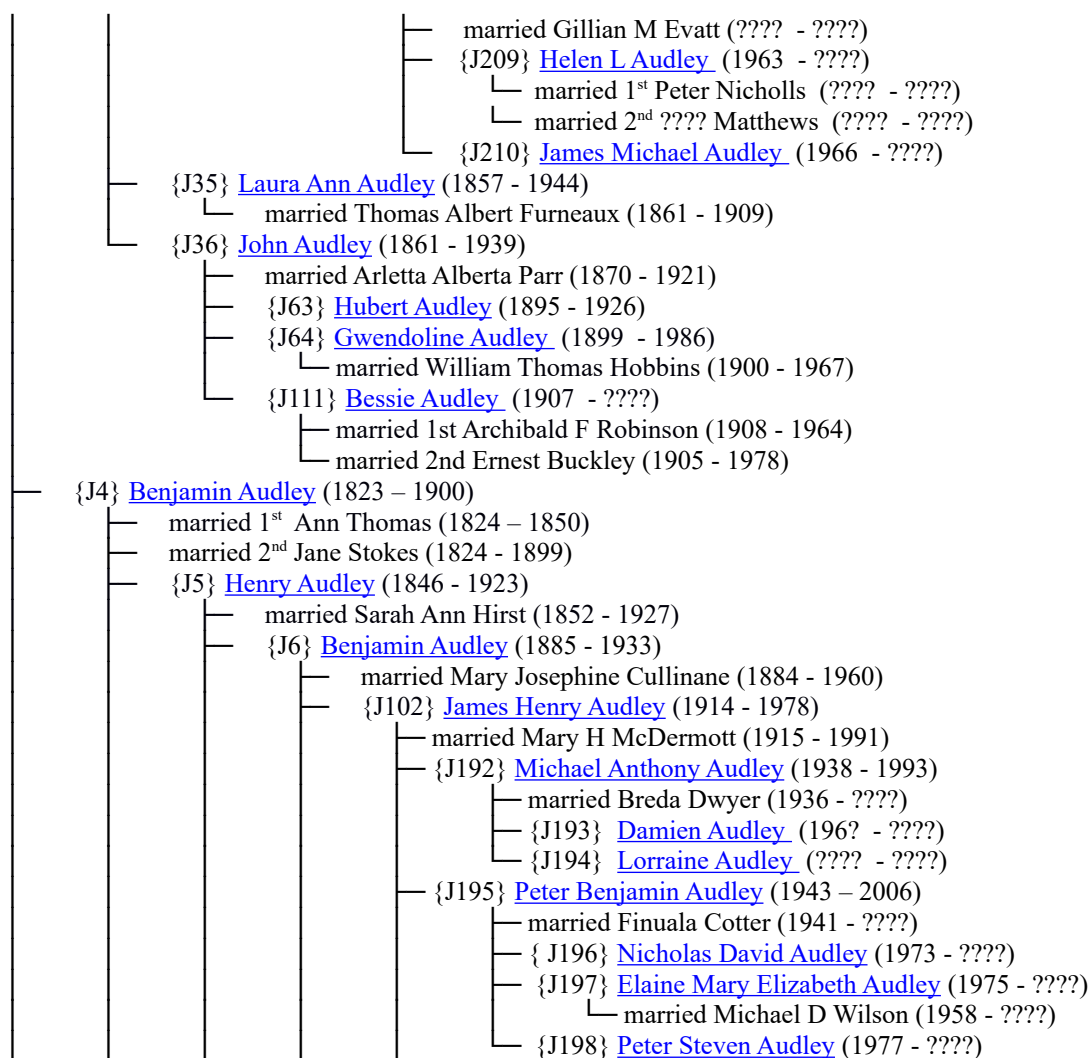 married Gillian M Evatt (???? - ????)
{J209} Helen L Audley (1963 - ????)
married 1st Peter Nicholls (???? - ????)
married 2nd ???? Matthews (???? - ????)
{J210} James Michael Audley (1966 - ????)
{J35} Laura Ann Audley (1857 - 1944)
married Thomas Albert Furneaux (1861 - 1909)
{J36} John Audley (1861 - 1939)
married Arletta Alberta Parr (1870 - 1921)
{J63} Hubert Audley (1895 - 1926)
{J64} Gwendoline Audley (1899 - 1986)
married William Thomas Hobbins (1900 - 1967)
{J111} Bessie Audley (1907 - ????)
married 1st Archibald F Robinson (1908 - 1964)
married 2nd Ernest Buckley (1905 - 1978)
{J4} Benjamin Audley (1823 – 1900)
married 1st Ann Thomas (1824 – 1850)
married 2nd Jane Stokes (1824 - 1899)
{J5} Henry Audley (1846 - 1923)
married Sarah Ann Hirst (1852 - 1927)
{J6} Benjamin Audley (1885 - 1933)
married Mary Josephine Cullinane (1884 - 1960)
{J102} James Henry Audley (1914 - 1978)
married Mary H McDermott (1915 - 1991)
{J192} Michael Anthony Audley (1938 - 1993)
married Breda Dwyer (1936 - ????)
{J193} Damien Audley (196? - ????)
{J194} Lorraine Audley (???? - ????)
{J195} Peter Benjamin Audley (1943 – 2006)
married Finuala Cotter (1941 - ????)
{ J196} Nicholas David Audley (1973 - ????)
{J197} Elaine Mary Elizabeth Audley (1975 - ????)
married Michael D Wilson (1958 - ????)
{J198} Peter Steven Audley (1977 - ????)